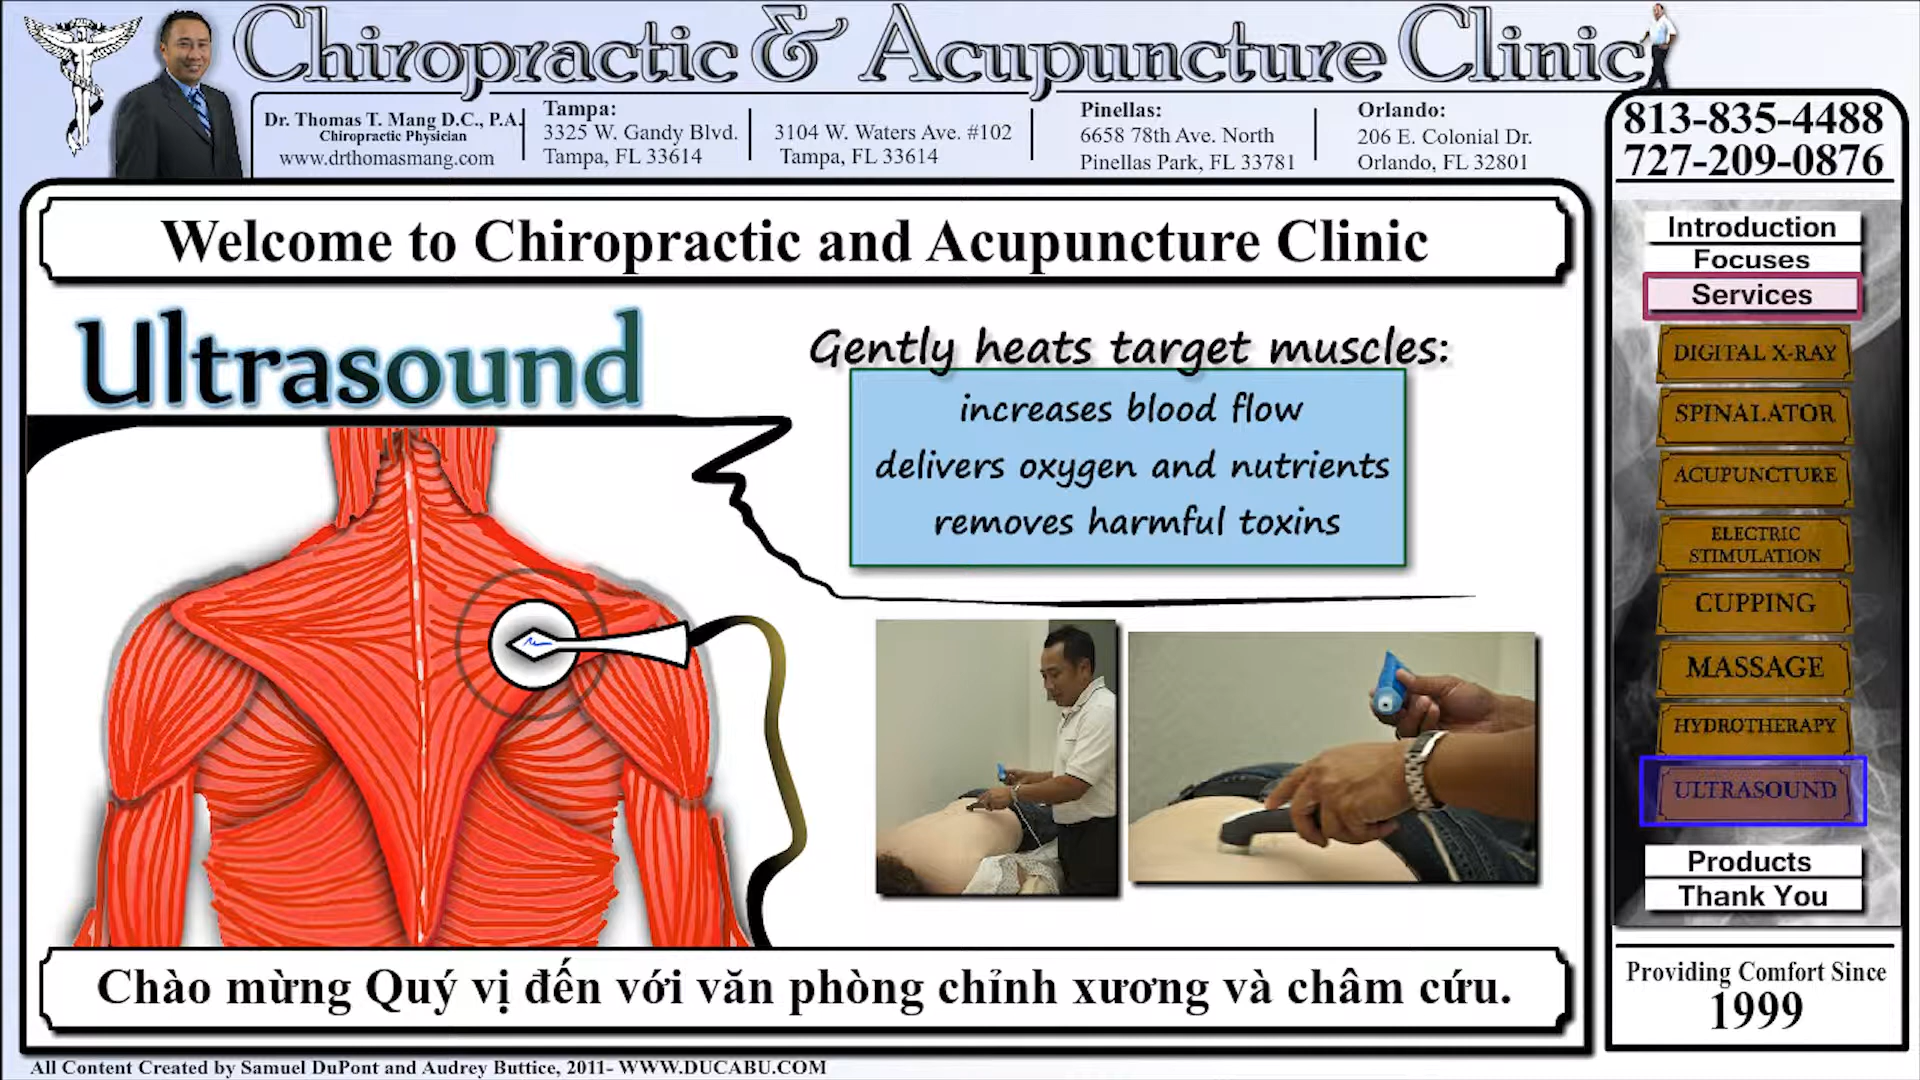 Chiropractic & Acupuncture Clinic
Dr. Thomas T. Mang D.C., P.A.
Chiropractic Physician
www.drthomasmang.com
Tampa:
3325 W. Gandy Blvd.
Tampa, FL 33614
3104 W. Waters Ave. #102
Tampa, FL 33614
Pinellas:
6658 78th Ave. North
Pinellas Park, FL 33781
Orlando:
206 E. Colonial Dr.
Orlando, FL 32801
813-835-4488
727-209-0876
Welcome to Chiropractic and Acupuncture Clinic
Ultrasound
Gently heats target muscles:
increases blood flow
delivers oxygen and nutrients
removes harmful toxins
Introduction
Focuses
Services
DIGITAL X-RAY
SPINALATOR
ACUPUNCTURE
ELECTRIC
STIMULATION
CUPPING
MASSAGE
HYDROTHERAPY
ULTRASOUND
Products
Thank You
Providing Comfort Since
1999
Chào mừng Quý vị đến với văn phòng chỉnh xương và châm cứu.
All Content Created by Samuel DuPont and Audrey Buttice, 2011- WWW.DUCABU.COM